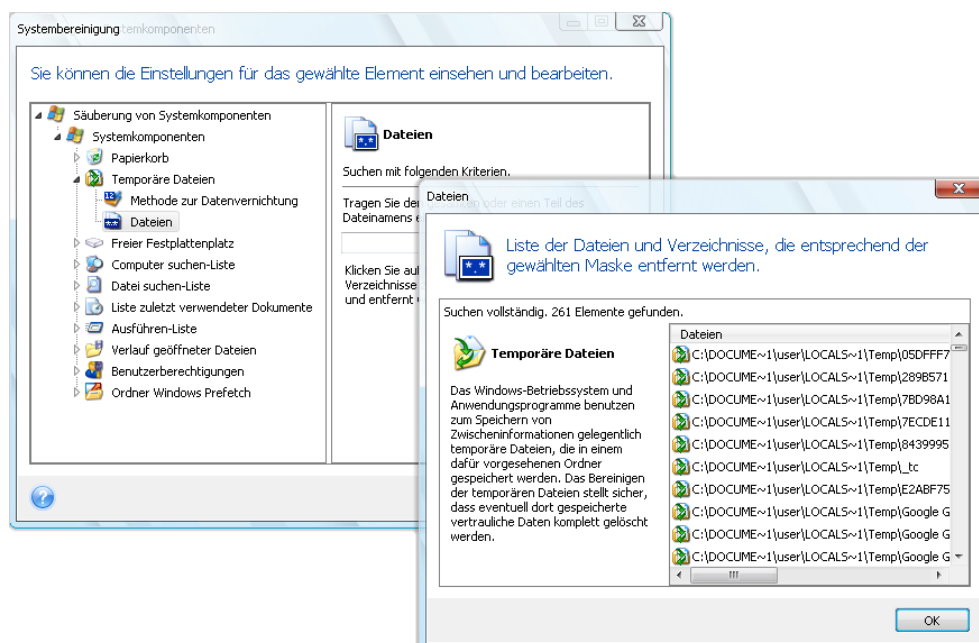 Systembereinigung
temkomponenten
Sie können die Einstellungen für das gewählte Element einsehen und bearbeiten.
Säuberung von Systemkomponenten
Systemkomponenten
Papierkorb
Temporäre Dateien
Methode zur Datenvernichtung
Dateien
Freier Festplattenplatz
Computer suchen-Liste
Datei suchen-Liste
Liste zuletzt verwendeter Dokumente
Ausführen-Liste
Verlauf geöffneter Dateien
Benutzerberechtigungen
Ordner Windows Prefetch
Dateien
Suchen mit folgenden Kriterien.
Tragen Sie den gesamten oder einen Teil des
Dateinamens
Klicken Sie auf
Verzeichnisse
und entfernt
Dateien
Liste der Dateien und Verzeichnisse, die entsprechend der
gewählten Maske entfernt werden.
Suchen vollständig. 261 Elemente gefunden.
Temporäre Dateien
Das Windows-Betriebssystem und
Anwendungsprogramme benutzen
zum Speichern von
Zwischeninformationen gelegentlich
temporäre Dateien, die in einem
dafür vorgesehenen Ordner
gespeichert werden. Das Bereinigen
der temporären Dateien stellt sicher,
dass eventuell dort gespeicherte
vertrauliche Daten komplett gelöscht
werden.
Dateien
C:\DOCUME~1\user\LOCALS~1\Temp\05DFFF7
C:\DOCUME~1\user\LOCALS~1\Temp\289B571
C:\DOCUME~1\user\LOCALS~1\Temp\7BD98A1
C:\DOCUME~1\user\LOCALS~1\Temp\7ECDE11
C:\DOCUME~1\user\LOCALS~1\Temp\8439995
C:\DOCUME~1\user\LOCALS~1\Temp\_tc
C:\DOCUME~1\user\LOCALS~1\Temp\E2ABF75
C:\DOCUME~1\user\LOCALS~1\Temp\Google G
C:\DOCUME~1\user\LOCALS~1\Temp\Google G
C:\DOCUME~1\user\LOCALS~1\Temp\Google G
OK